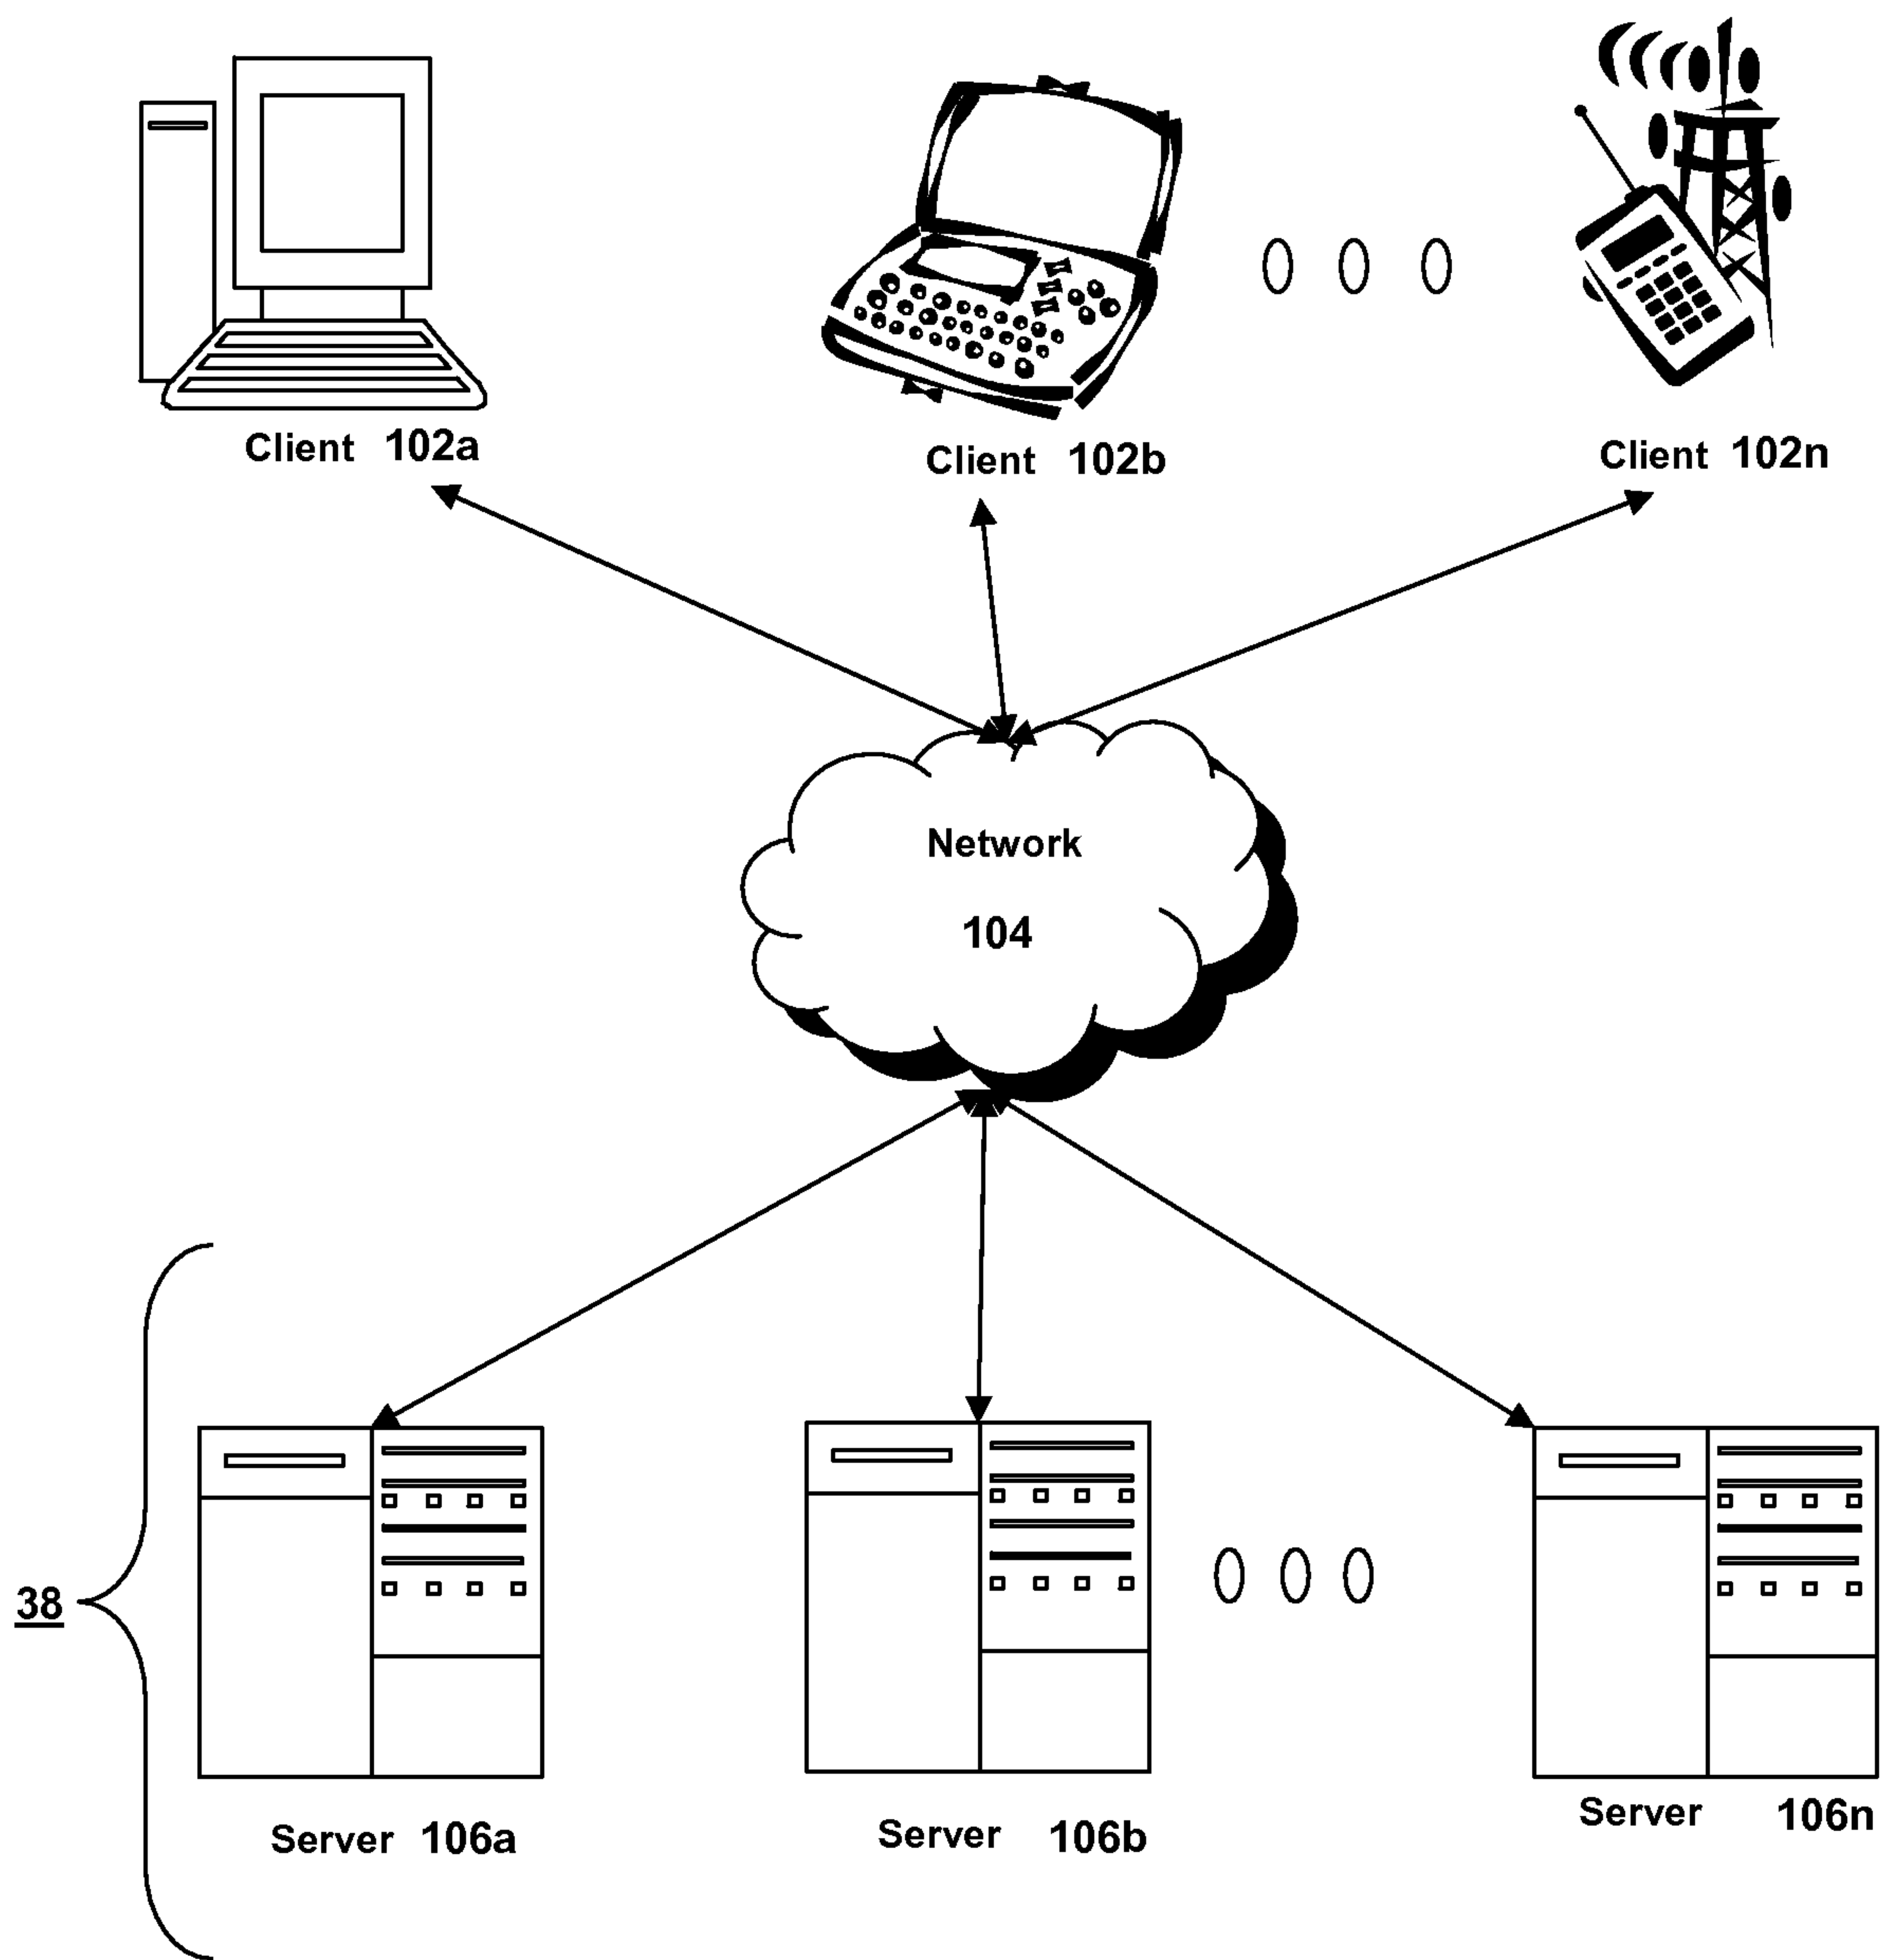 Client 102a
Client 102b
Client 102n
Network
104
38
Server 106a
Server 106b
Server 106n